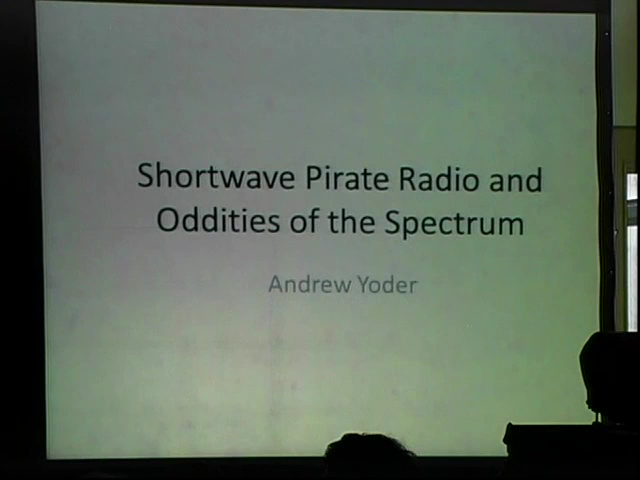 Shortwave Pirate Radio and
Oddities of the Spectrum
Andrew Yoder